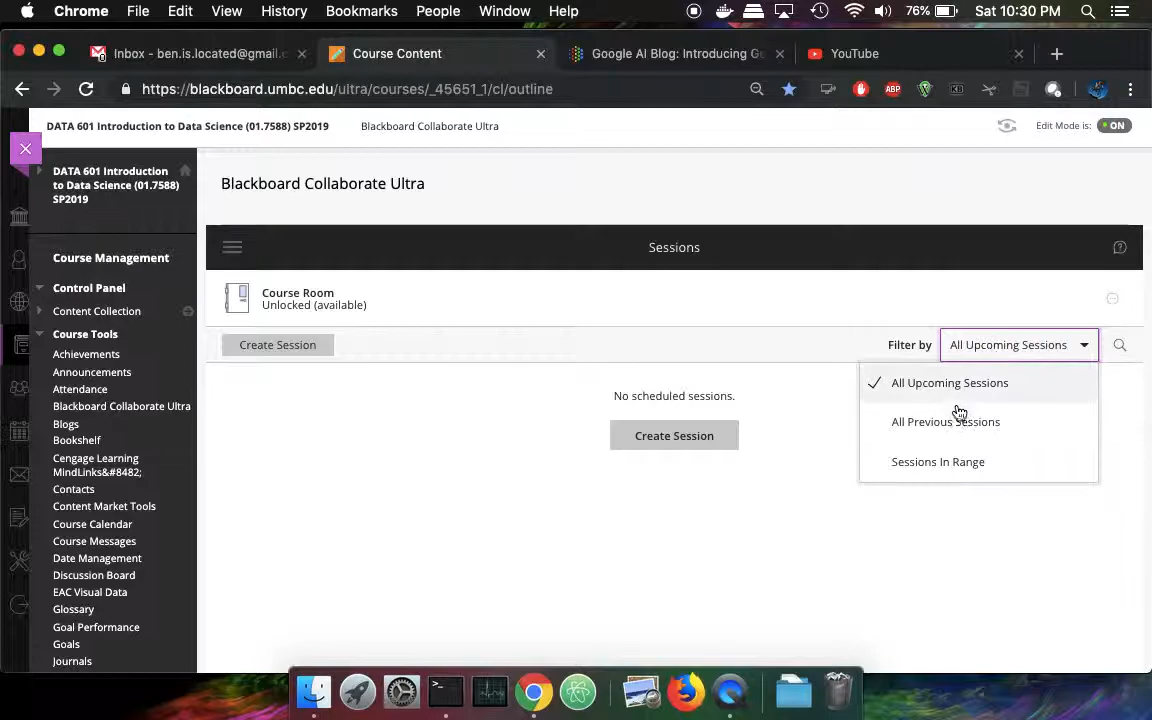 Chrome File Edit View History Bookmarks People Window Help 76% Sat 10:30 PM
Inbox - ben.is.located@gmail.c
Course Content
Google AI Blog: Introducing G
YouTube
https://blackboard.umbc.edu/ultra/courses/_45651_1/cl/outline
ABP
KB
DATA 601 Introduction to Data Science (01.7588) SP2019
Blackboard Collaborate Ultra
Edit Mode is:
ON
DATA 601 Introduction
to Data Science (01.7588)
SP2019
Course Management
Control Panel
Content Collection
Course Tools
Achievements
Announcements
Attendance
Blackboard Collaborate Ultra
Blogs
Bookshelf
Cengage Learning
MindLinks&#8482;
Contacts
Content Market Tools
Course Calendar
Course Messages
Date Management
Discussion Board
EAC Visual Data
Glossary
Goal Performance
Goals
Journals
Blackboard Collaborate Ultra
Sessions
Course Room
Unlocked (available)
Create Session
Filter by
All Upcoming Sessions
All Upcoming Sessions
All Previous Sessions
Sessions In Range
No scheduled sessions.
Create Session